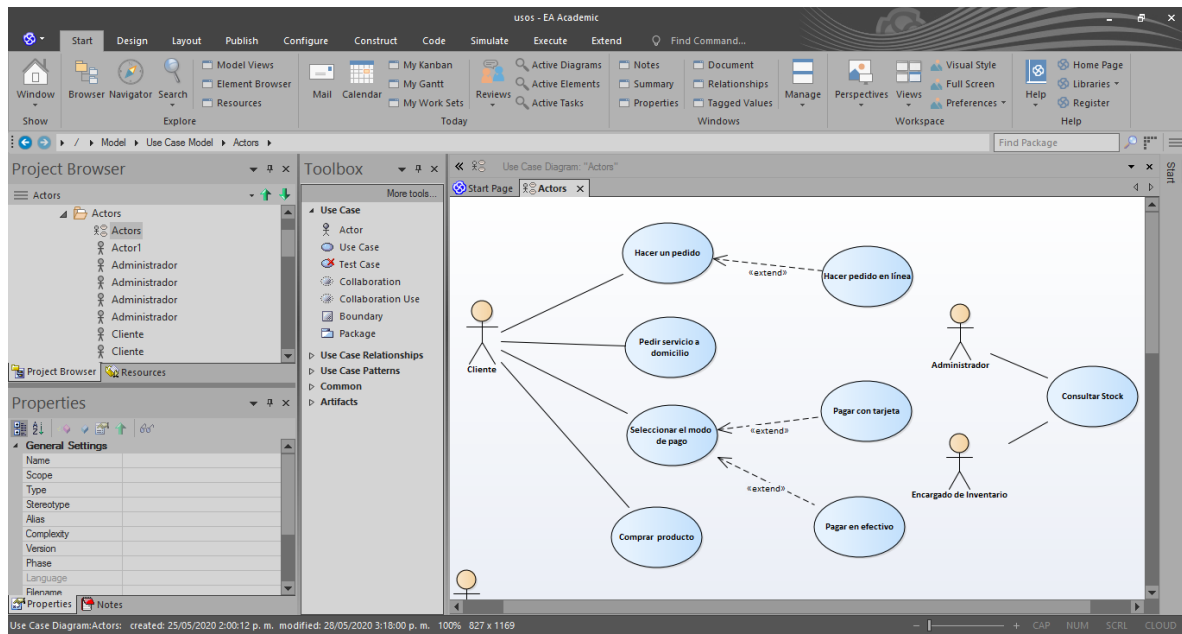 usos - EA Academic
Start Design Layout Publish Configure Construct Code Simulate Execute Extend Find Command...
Window
Browser Navigator Search
Model Views
Element Browser
Resources
Mail Calendar
My Kanban
My Gantt
My Work Sets
Reviews
Active Diagrams
Active Elements
Active Tasks
Notes
Summary
Properties
Document
Relationships
Tagged Values
Manage
Perspectives Views
Visual Style
Full Screen
Preferences
Help
Home Page
Libraries
Register
Show Explore Today Windows Workspace Help
/ Model Use Case Model Actors
Find Package
Project Browser
Actors
Actors
Actors
Actor1
Administrador
Administrador
Administrador
Administrador
Cliente
Cliente
Project Browser Resources
Properties
General Settings
Name
Scope
Type
Stereotype
Alias
Complexity
Version
Phase
Language
Filename
Properties Notes
Toolbox
More tools...
Use Case
Actor
Use Case
Test Case
Collaboration
Collaboration Use
Boundary
Package
Use Case Relationships
Use Case Patterns
Common
Artifacts
Use Case Diagram: "Actors"
Start Page Actors
Start
Hacer un pedido
«extend»
Hacer pedido en línea
Cliente
Pedir servicio a
domicilio
Administrador
Consultar Stock
Seleccionar el modo
de pago
«extend»
Pagar con tarjeta
«extend»
Encargado de Inventario
Pagar en efectivo
Comprar producto
Use Case Diagram:Actors: created: 25/05/2020 2:00:12 p. m. modified: 28/05/2020 3:18:00 p. m. 100% 827 x 1169
CAP NUM SCRL CLOUD